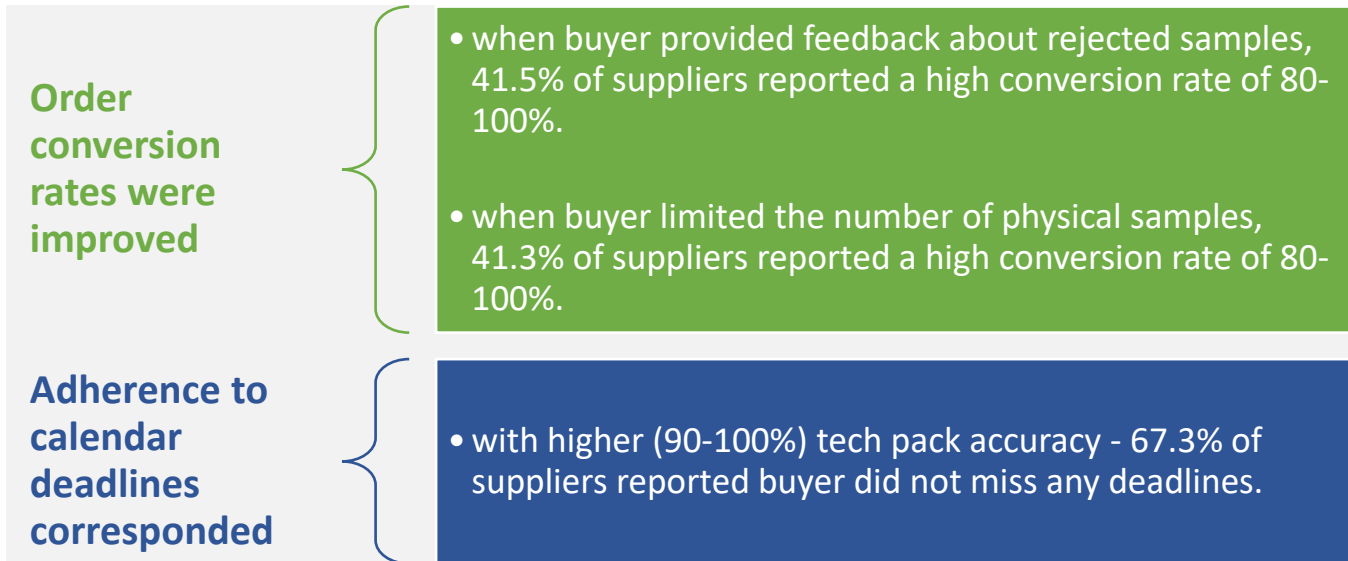 Order
conversion
rates were
improved
• when buyer provided feedback about rejected samples,
41.5% of suppliers reported a high conversion rate of 80-
100%.
• when buyer limited the number of physical samples,
41.3% of suppliers reported a high conversion rate of 80-
100%.
Adherence to
calendar
deadlines
corresponded
• with higher (90-100%) tech pack accuracy - 67.3% of
suppliers reported buyer did not miss any deadlines.